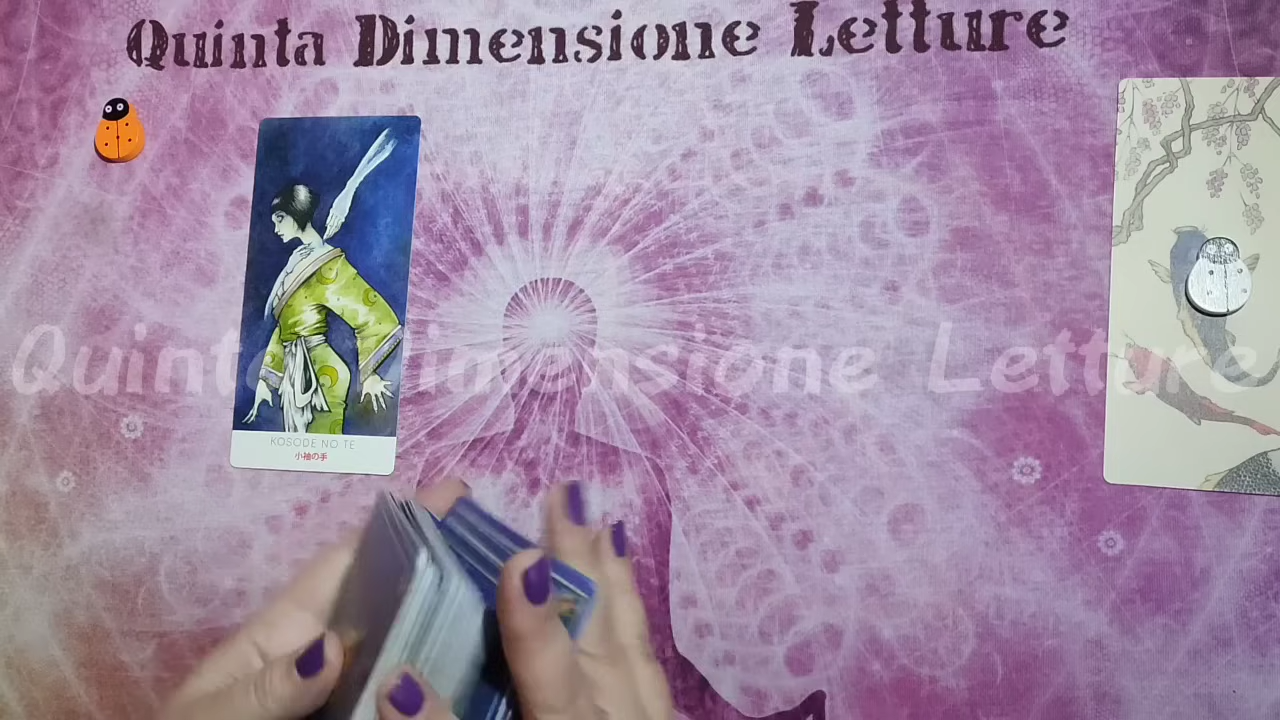 Quinta Dimensione Letture
Quinta Dimensione Letture
KOSODE NO TE
小袖の手